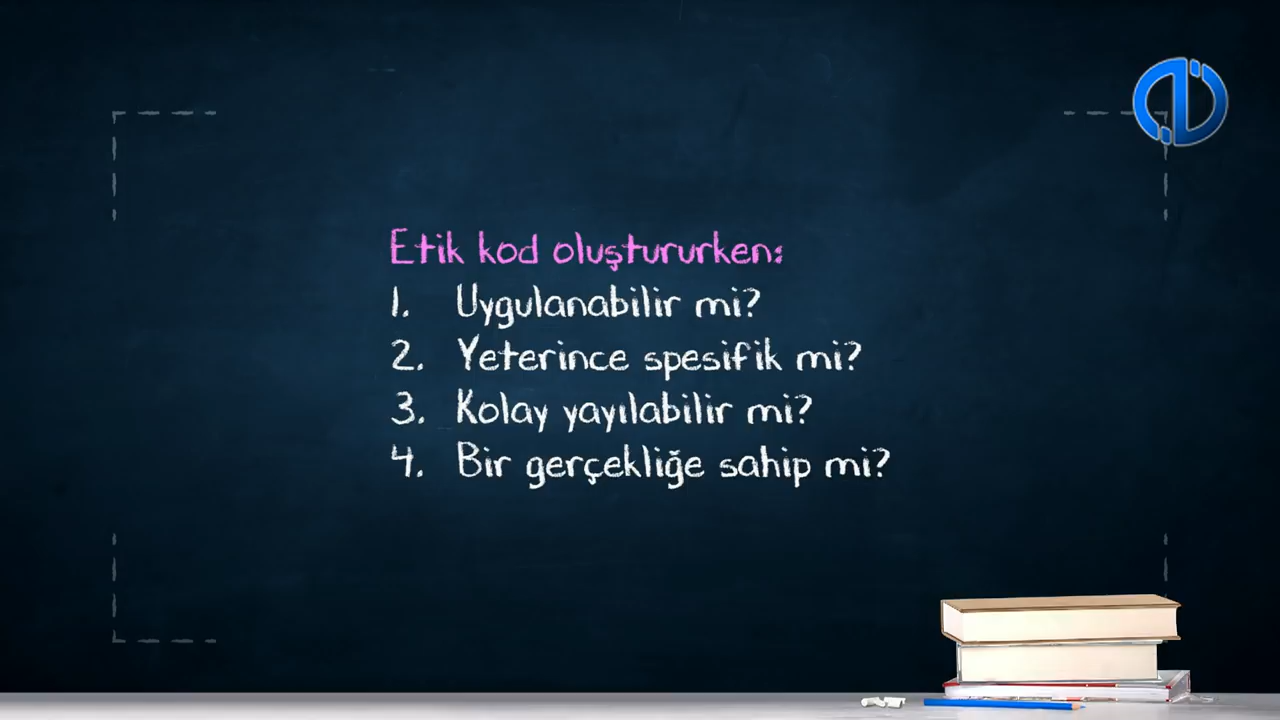 Etik kod oluştururken:
1. Uygulanabilir mi?
2. Yeterince spesifik mi?
3. Kolay yayılabilir mi?
4. Bir gerçekliğe sahip mi?